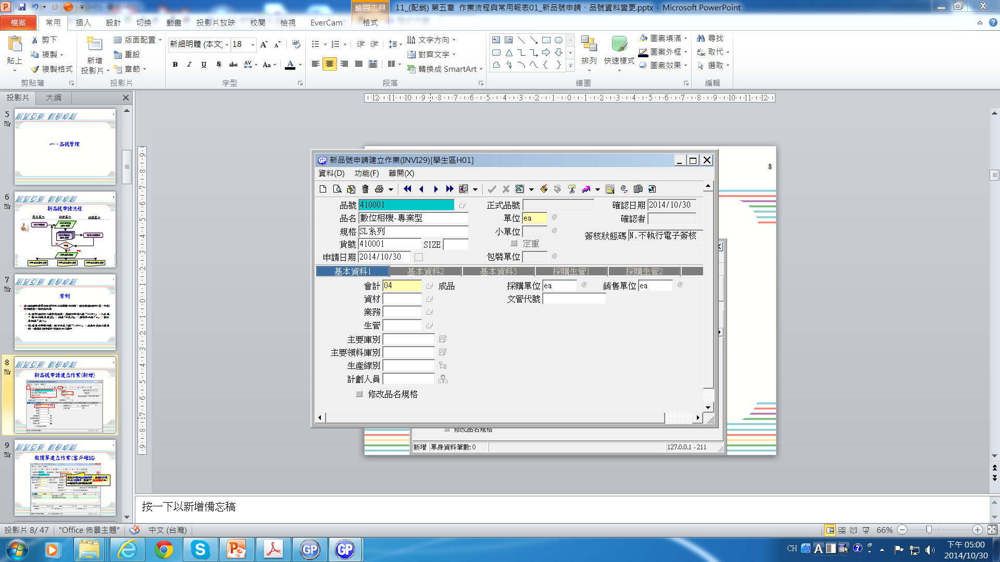 11_(配銷) 第五章 作業流程與常用報表01_新品號申請、品號資料變更.pptx - Microsoft PowerPoint
繪圖工具
檔案 常用 插入 設計 切換 動畫 投影片放映 校閱 檢視 EverCam 格式
貼上 剪下 複製 複製格式 剪貼簿
新增投影片 版面配置 重設 章節 投影片
新細明體 (本文) 18 字型
文字方向 對齊文字 轉換成 SmartArt 段落
排列 快速樣式 圖案填滿 圖案外框 圖案效果 繪圖
尋找 取代 選取 編輯
投影片 大綱
5
展望亞東 教學卓越
一、品號管理
6
展望亞東 教學卓越
新品號申請流程
7
展望亞東 教學卓越
案例
8
展望亞東 教學卓越
新品號申請建立作業(新增)
9
展望亞東 教學卓越
報價單建立作業(客戶確認)
8
新品號申請建立作業(INVI29)[學生區H01]
資料(D) 功能(F) 離開(X)
品號 410001 正式品號 確認日期 2014/10/30
品名 數位相機-專業型 單位 ea 確認者
規格 SL系列 小單位 簽核狀態碼 N.不執行電子簽核
貨號 410001 SIZE 定重
申請日期 2014/10/30 包裝單位
基本資料1 基本資料2 基本資料3 採購生管1 採購生管2
會計 04 成品 採購單位 ea 銷售單位 ea
資材 文管代號
業務
生管
主要庫別
主要領料庫別
生產線別
計劃人員
修改品名規格
修改品名規格
新增 單身資料筆數: 0 127.0.0.1 - 211
按一下以新增備忘稿
投影片 8/ 47 "Office 佈景主題" 中文 (台灣) 66%
CH 下午 05:00
2014/10/30